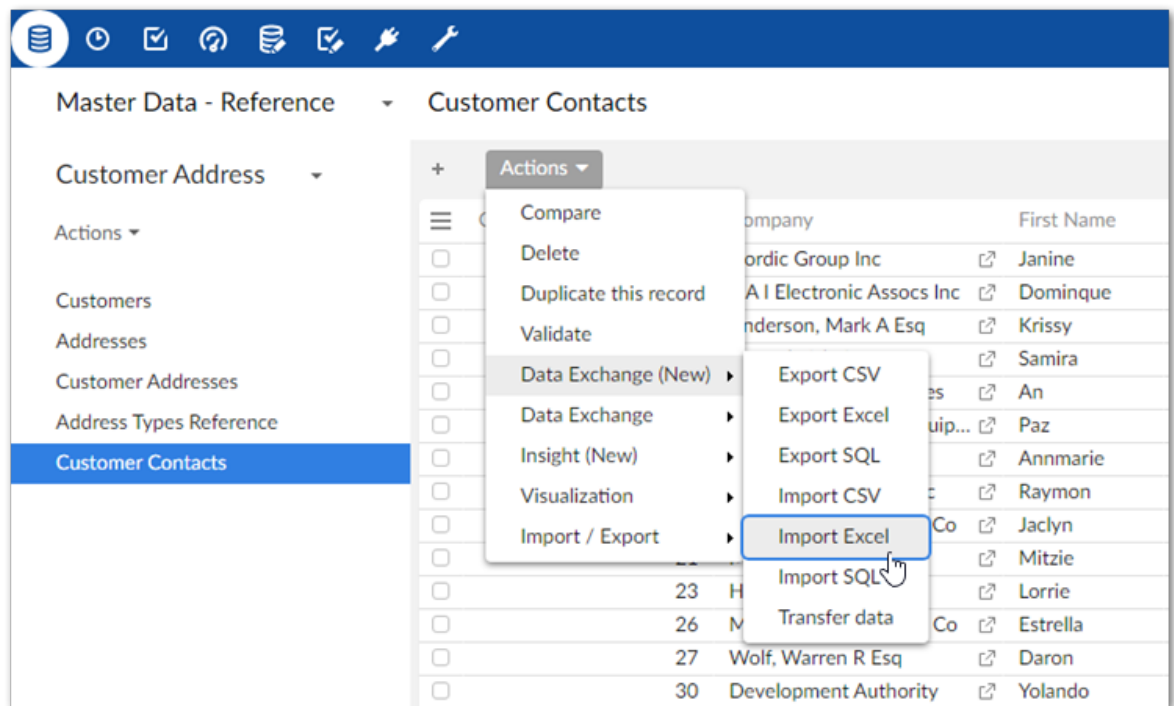 Master Data - Reference
Customer Contacts
Customer Address
Actions
Customers
Addresses
Customer Addresses
Address Types Reference
Customer Contacts
+ Actions
Compare
Delete
Duplicate this record
Validate
Data Exchange (New)
Data Exchange
Insight (New)
Visualization
Import / Export
Export CSV
Export Excel
Export SQL
Import CSV
Import Excel
Import SQL
Transfer data
ompany First Name
ordic Group Inc Janine
A I Electronic Assocs Inc Dominque
nderson, Mark A Esq Krissy
Samira
es An
uip... Paz
Annmarie
Raymon
Co Jaclyn
Mitzie
23 H Lorrie
26 M Co Estrella
27 Wolf, Warren R Esq Daron
30 Development Authority Yolando